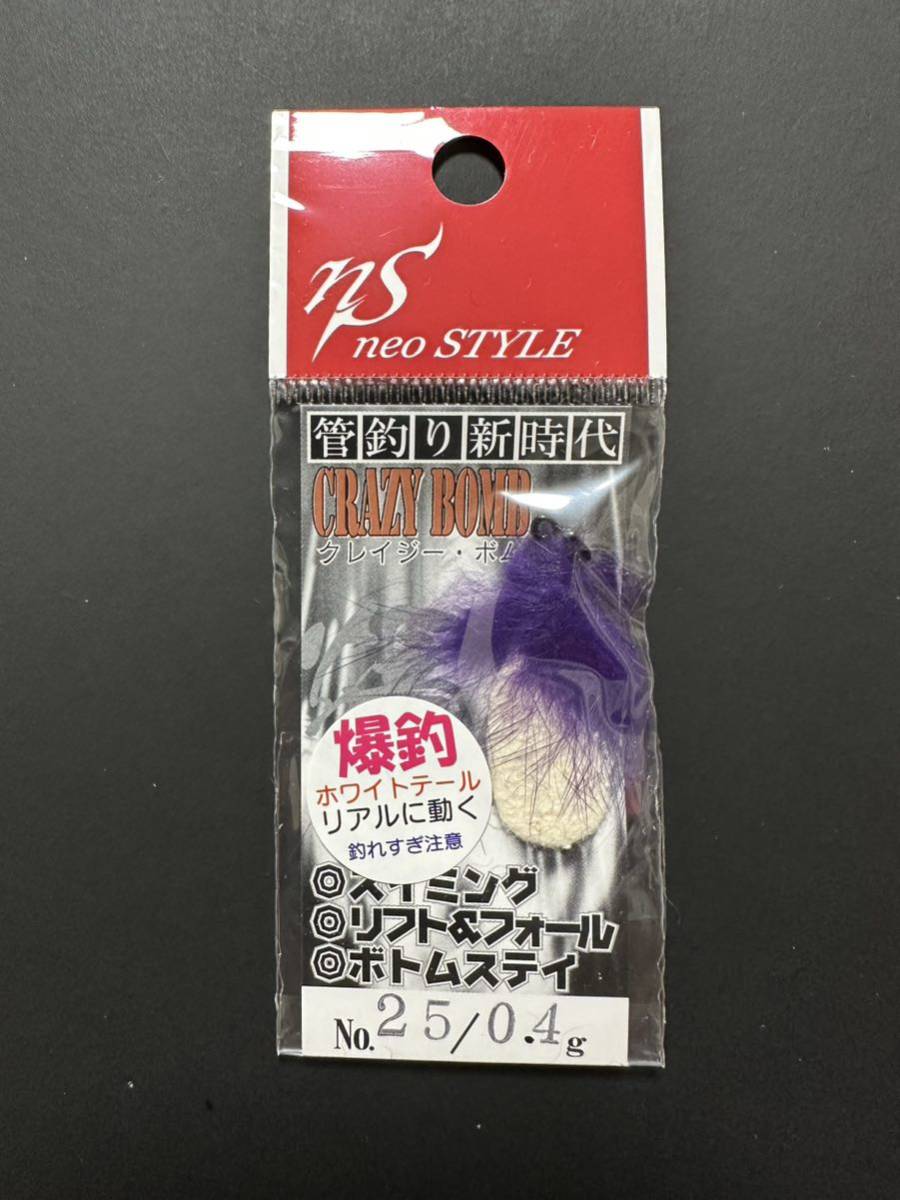 ns
neo STYLE
管釣り新時代
CRAZY BOMB
クレイジー・ボム
爆釣
ホワイトテール
リアルに動く
釣れすぎ注意
◎スイミング
◎リフト&フォール
◎ボトムステイ
No. 25/0.4g